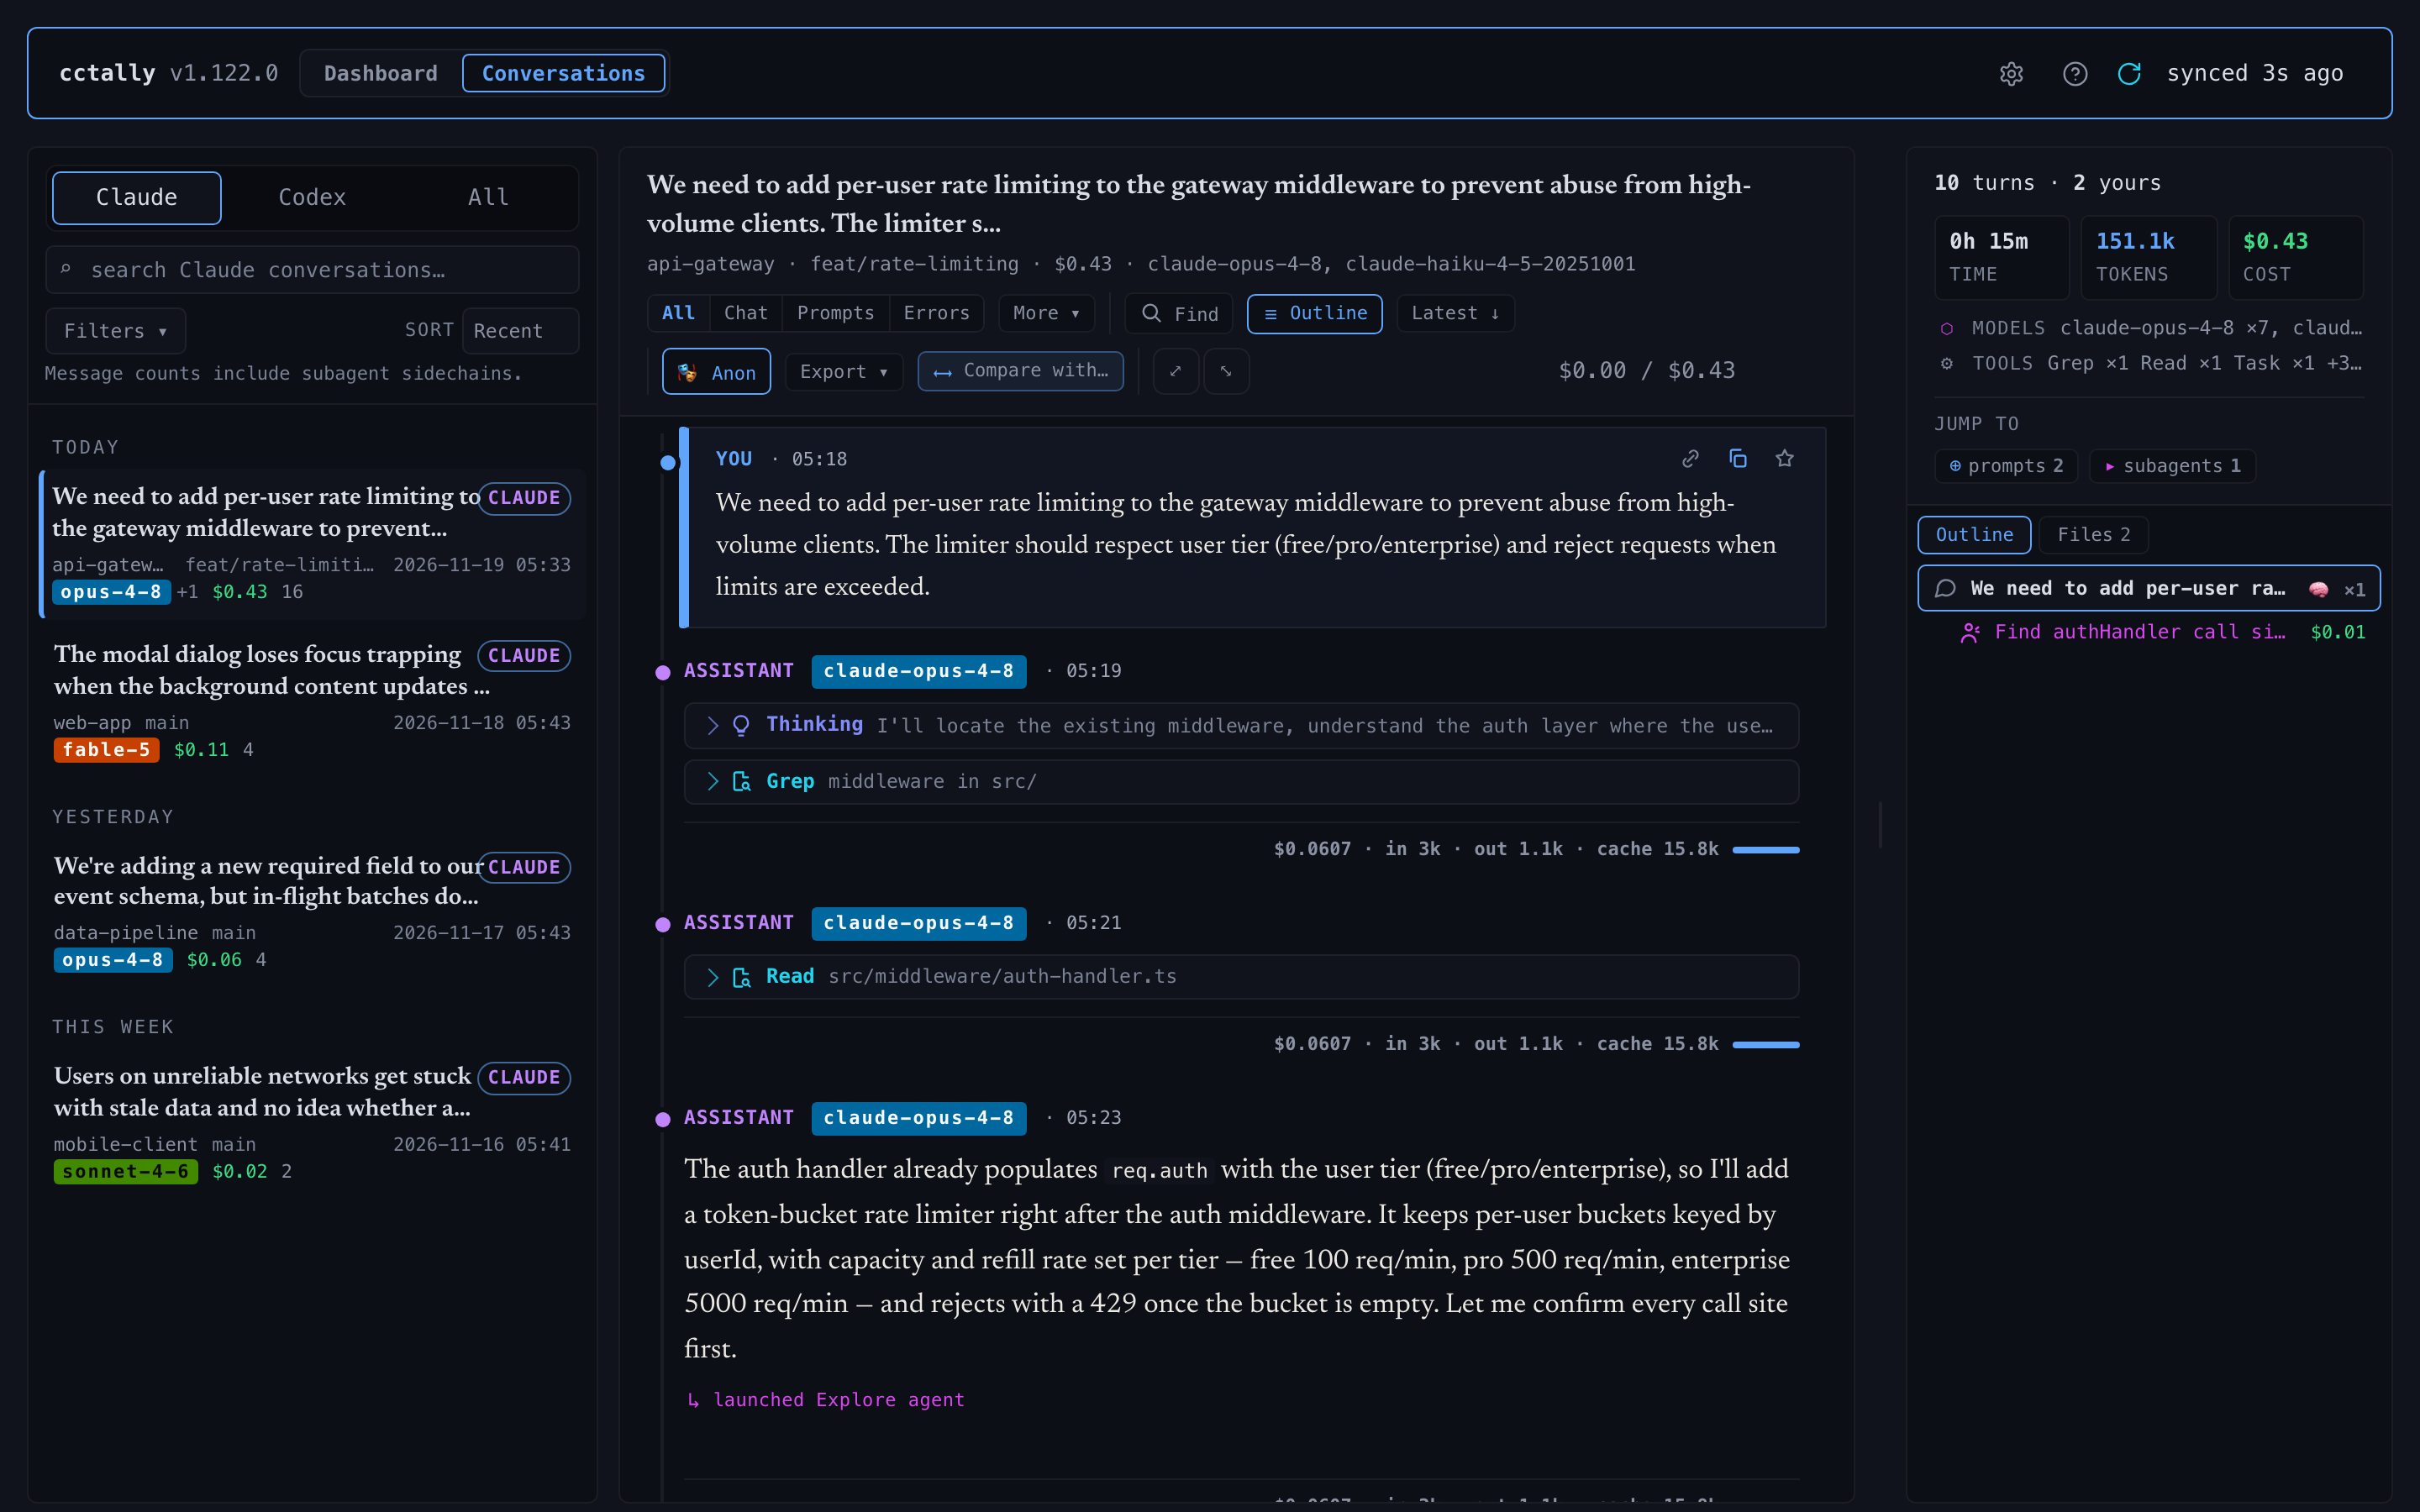 cctally v1.122.0 Dashboard Conversations synced 3s ago
Claude Codex All
search Claude conversations…
Filters ▾ SORT Recent
Message counts include subagent sidechains.
TODAY
We need to add per-user rate limiting to CLAUDE
the gateway middleware to prevent…
api-gatew… feat/rate-limiti… 2026-11-19 05:33
opus-4-8 +1 $0.43 16
The modal dialog loses focus trapping CLAUDE
when the background content updates …
web-app main 2026-11-18 05:43
fable-5 $0.11 4
YESTERDAY
We're adding a new required field to our CLAUDE
event schema, but in-flight batches do…
data-pipeline main 2026-11-17 05:43
opus-4-8 $0.06 4
THIS WEEK
Users on unreliable networks get stuck CLAUDE
with stale data and no idea whether a…
mobile-client main 2026-11-16 05:41
sonnet-4-6 $0.02 2
We need to add per-user rate limiting to the gateway middleware to prevent abuse from high-
volume clients. The limiter s…
api-gateway · feat/rate-limiting · $0.43 · claude-opus-4-8, claude-haiku-4-5-20251001
All Chat Prompts Errors More ▾ Find Outline Latest ↓
Anon Export ▾ Compare with… $0.00 / $0.43
YOU · 05:18
We need to add per-user rate limiting to the gateway middleware to prevent abuse from high-
volume clients. The limiter should respect user tier (free/pro/enterprise) and reject requests when
limits are exceeded.
ASSISTANT claude-opus-4-8 · 05:19
Thinking I'll locate the existing middleware, understand the auth layer where the use…
Grep middleware in src/
$0.0607 · in 3k · out 1.1k · cache 15.8k
ASSISTANT claude-opus-4-8 · 05:21
Read src/middleware/auth-handler.ts
$0.0607 · in 3k · out 1.1k · cache 15.8k
ASSISTANT claude-opus-4-8 · 05:23
The auth handler already populates req.auth with the user tier (free/pro/enterprise), so I'll add
a token-bucket rate limiter right after the auth middleware. It keeps per-user buckets keyed by
userId, with capacity and refill rate set per tier — free 100 req/min, pro 500 req/min, enterprise
5000 req/min — and rejects with a 429 once the bucket is empty. Let me confirm every call site
first.
↳ launched Explore agent
10 turns · 2 yours
0h 15m 151.1k $0.43
TIME TOKENS COST
MODELS claude-opus-4-8 ×7, claud…
TOOLS Grep ×1 Read ×1 Task ×1 +3…
JUMP TO
prompts 2 subagents 1
Outline Files 2
We need to add per-user ra… ×1
Find authHandler call si… $0.01